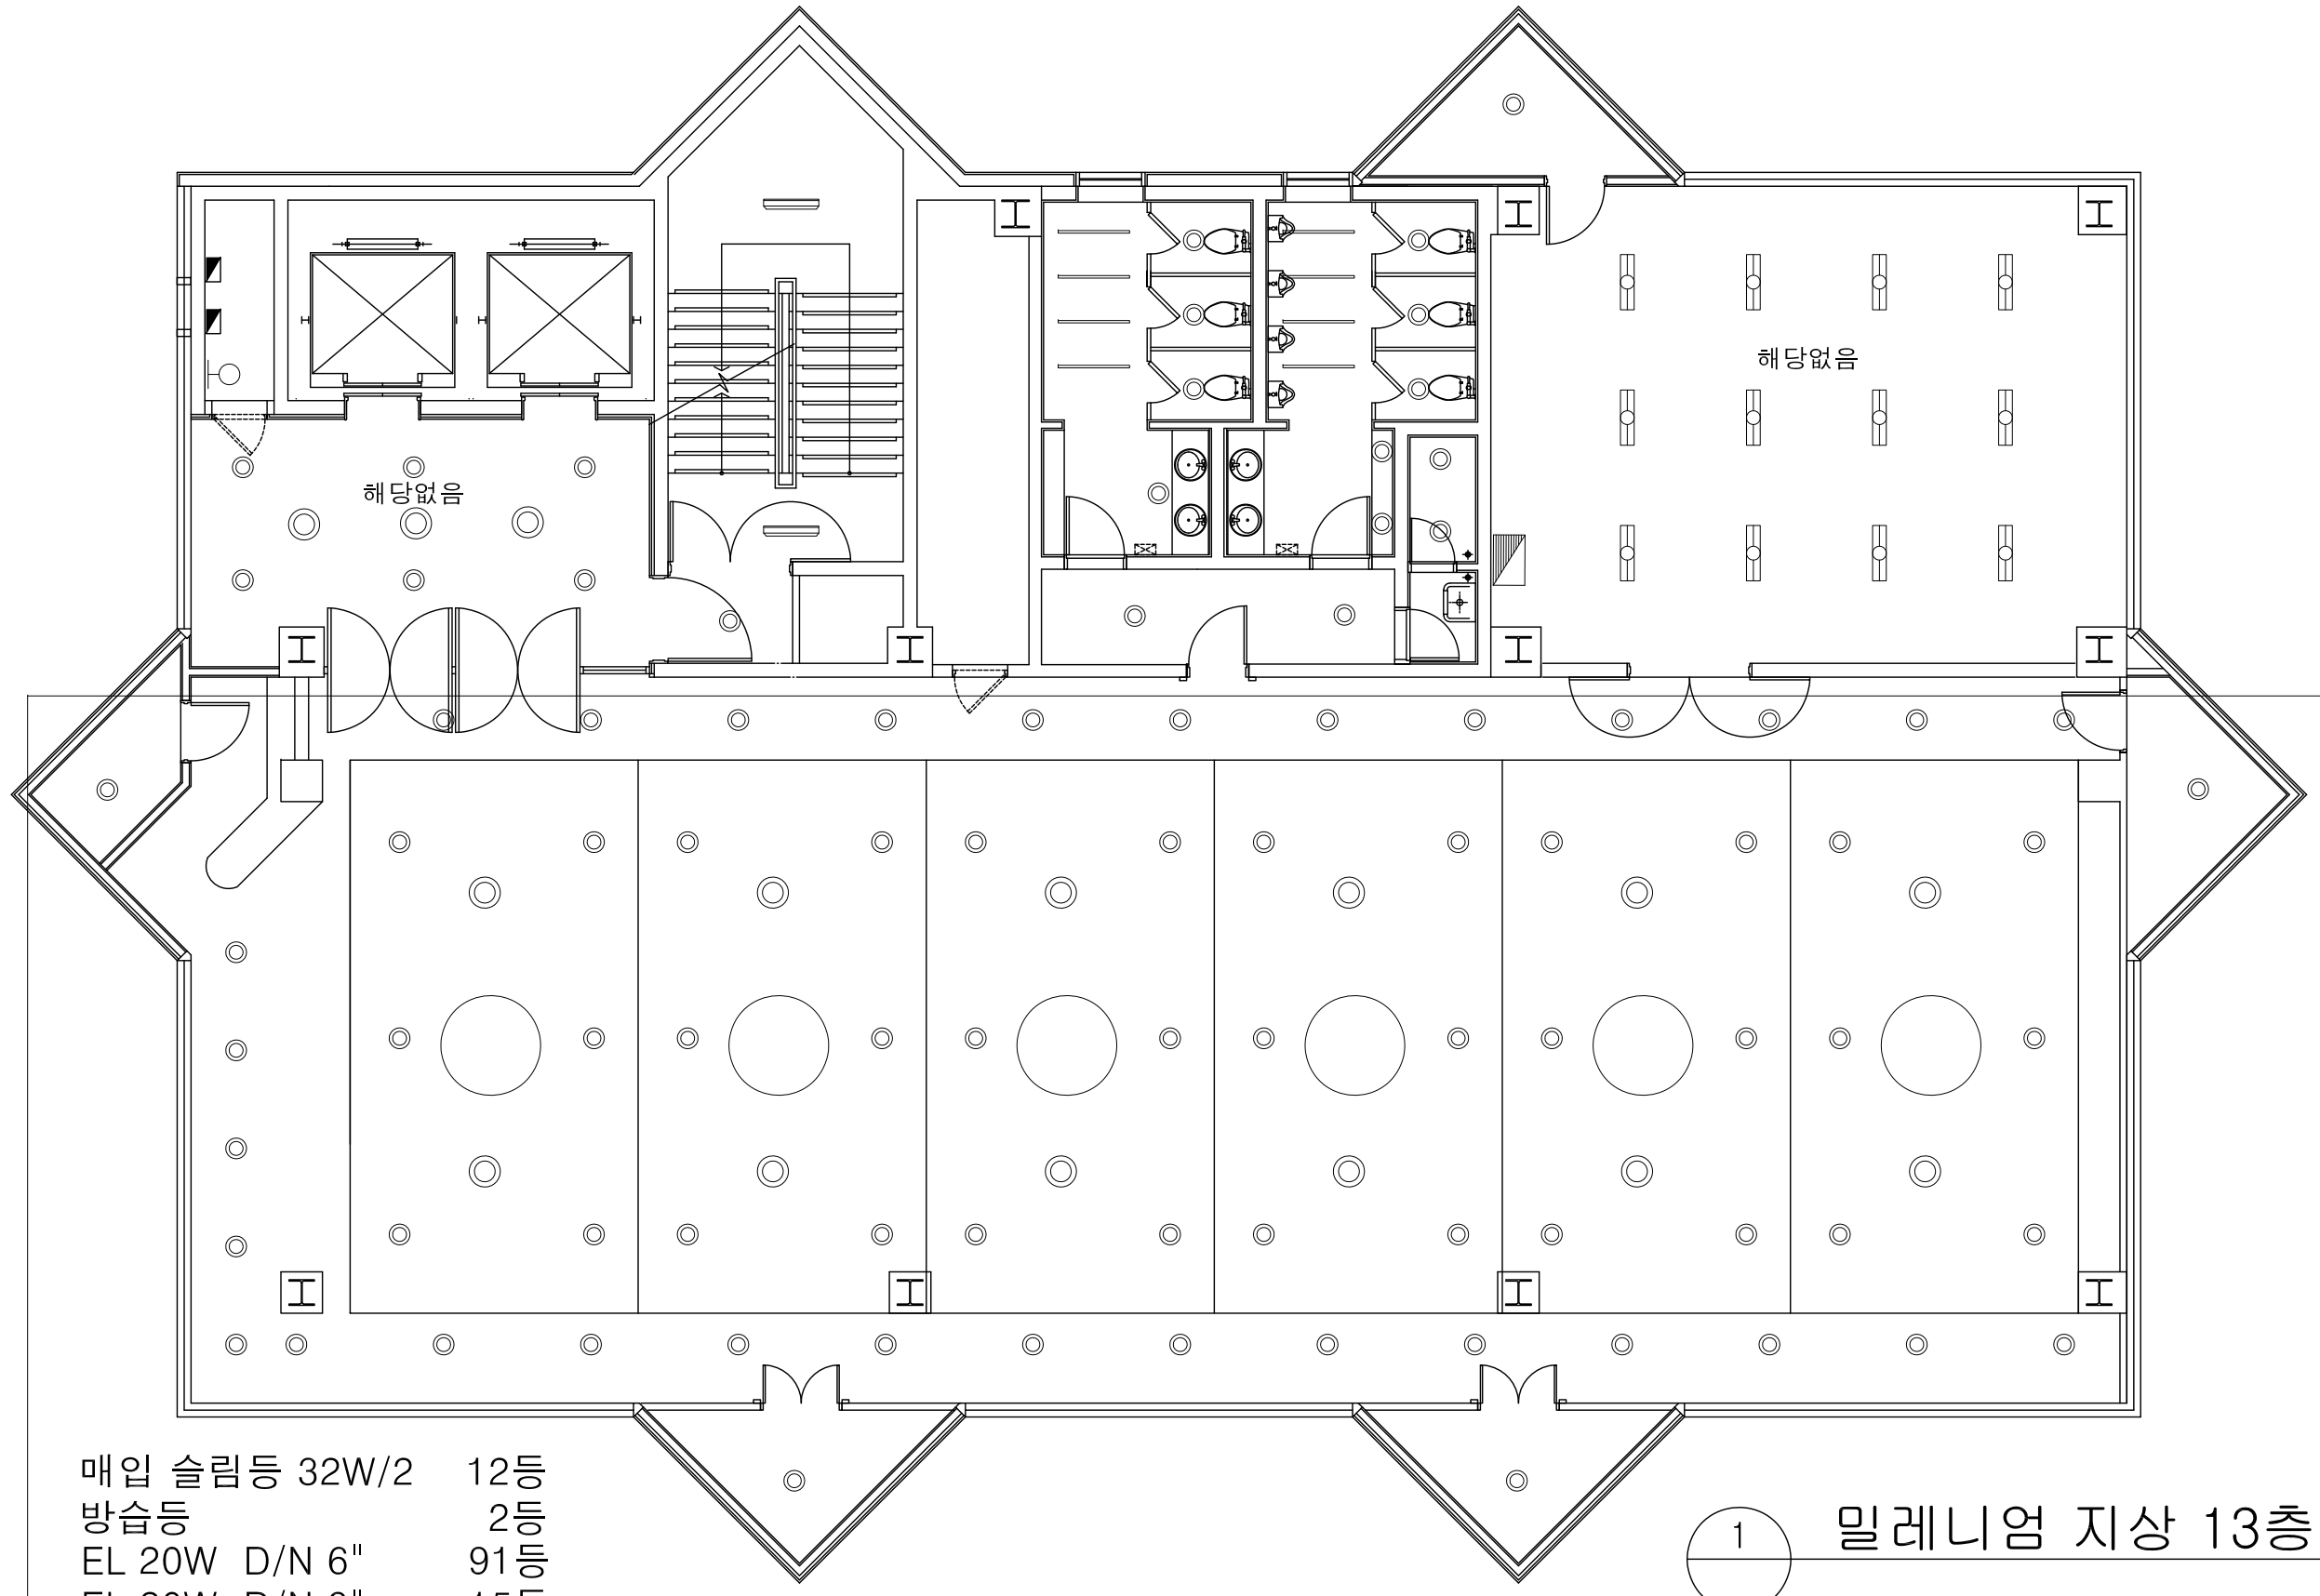 해당없음
해당없음
매입 슬림등 32W/2 12등
방습등 2등
EL 20W D/N 6" 91등
1 밀레니엄 지상 13층